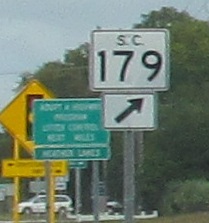 S.C.
179
ADOPT A HIGHWAY
PROGRAM
LITTER CONTROL
NEXT MILES
HEATHER LAKES